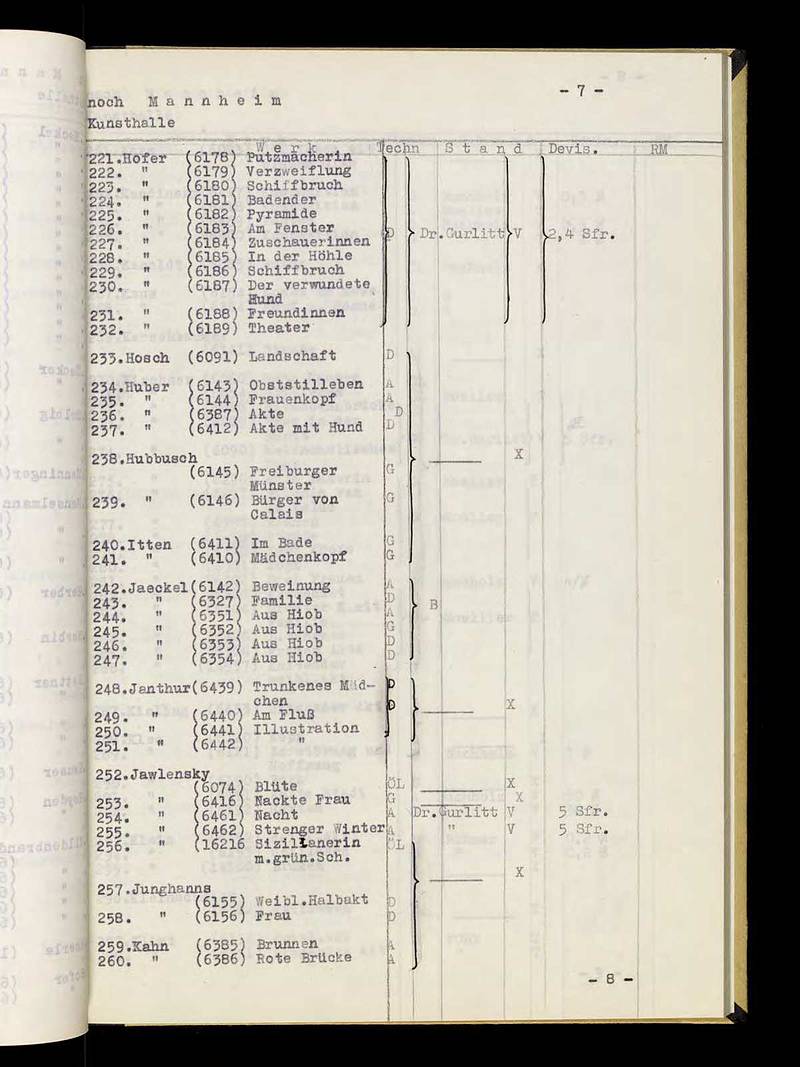 - 7 -
noch M a n n h e i m
Kunsthalle
W e r k Techn S t a n d Devis. RM
221.Hofer (6178) Putzmacherin
222. " (6179) Verzweiflung
223. " (6180) Schiffbruch
224. " (6181) Badender
225. " (6182) Pyramide
226. " (6183) Am Fenster D Dr.Gurlitt V 2,4 Sfr.
227. " (6184) Zuschauerinnen
228. " (6185) In der Höhle
229. " (6186) Schiffbruch
230. " (6187) Der verwundete
Hund
231. " (6188) Freundinnen
232. " (6189) Theater
233.Hosch (6091) Landschaft D
234.Huber (6143) Obststilleben A
235. " (6144) Frauenkopf A
236. " (6387) Akte D
237. " (6412) Akte mit Hund D
238.Hubbusch X
(6145) Freiburger G
Münster
239. " (6146) Bürger von G
Calais
240.Itten (6411) Im Bade G
241. " (6410) Mädchenkopf G
242.Jaeckel(6142) Beweinung A
243. " (6327) Familie D B
244. " (6351) Aus Hiob A
245. " (6352) Aus Hiob G
246. " (6353) Aus Hiob D
247. " (6354) Aus Hiob D
248.Janthur(6439) Trunkenes Mäd- D
chen D X
249. " (6440) Am Fluß
250. " (6441) Illustration
251. " (6442) "
252.Jawlensky
(6074) Blüte ÖL X
253. " (6416) Nackte Frau G X
254. " (6461) Nacht A Dr.Gurlitt V 5 Sfr.
255. " (6462) Strenger Winter A " V 5 Sfr.
256. " (16216 Sizilianerin ÖL
m.grün.Sch.
X
257.Junghanns
(6155) Weibl.Halbakt D
258. " (6156) Frau D
259.Kahn (6385) Brunnen A
260. " (6386) Rote Brücke A
- 8 -